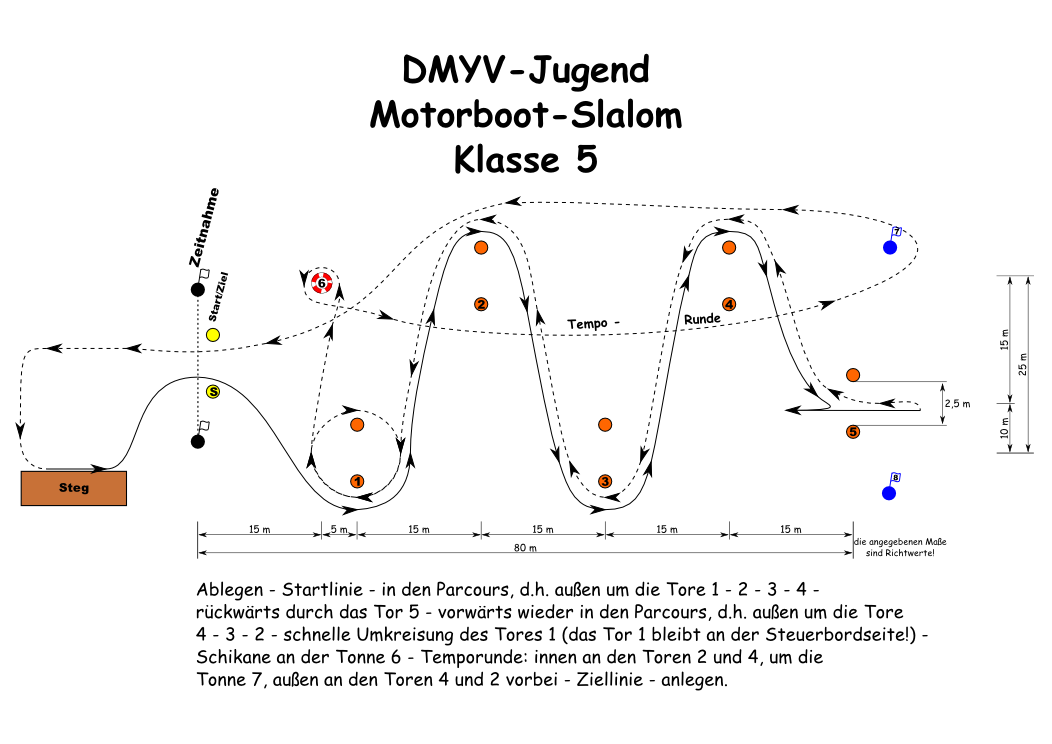 DMYV-Jugend
Motorboot-Slalom
Klasse 5
Zeitnahme
Start/Ziel
7
6
2
4
Tempo -
Runde
15 m
25 m
S
2,5 m
10 m
5
1
3
8
Steg
15 m
5 m
15 m
15 m
15 m
15 m
80 m
die angegebenen Maße
sind Richtwerte!
Ablegen - Startlinie - in den Parcours, d.h. außen um die Tore 1 - 2 - 3 - 4 -
rückwärts durch das Tor 5 - vorwärts wieder in den Parcours, d.h. außen um die Tore
4 - 3 - 2 - schnelle Umkreisung des Tores 1 (das Tor 1 bleibt an der Steuerbordseite!) -
Schikane an der Tonne 6 - Temporunde: innen an den Toren 2 und 4, um die
Tonne 7, außen an den Toren 4 und 2 vorbei - Ziellinie - anlegen.